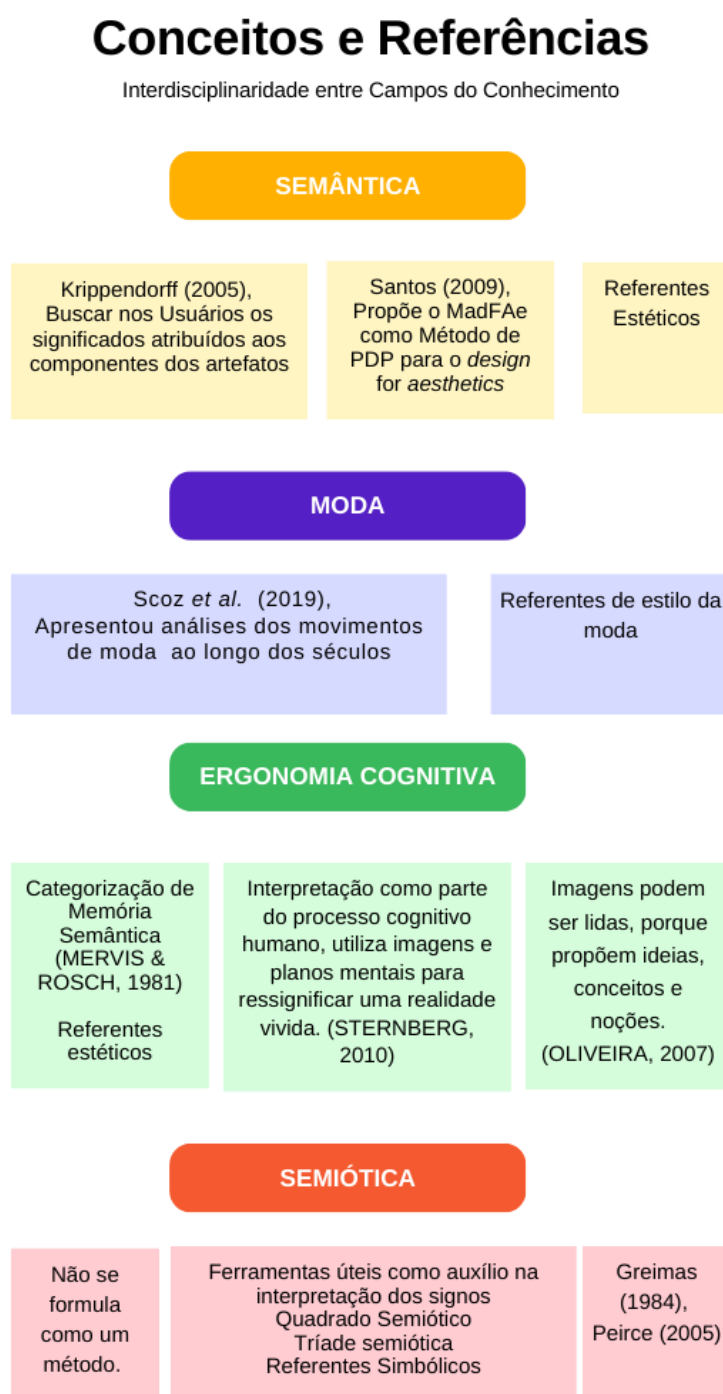 Conceitos e Referências
Interdisciplinaridade entre Campos do Conhecimento
SEMÂNTICA
Krippendorff (2005),
Buscar nos Usuários os
significados atribuídos aos
componentes dos artefatos
Santos (2009),
Propõe o MadFAe
como Método de
PDP para o design
for aesthetics
Referentes
Estéticos
MODA
Scoz et al. (2019),
Apresentou análises dos movimentos
de moda ao longo dos séculos
Referentes de estilo da
moda
ERGONOMIA COGNITIVA
Categorização de
Memória
Semântica
(MERVIS &
ROSCH, 1981)
Referentes
estéticos
Interpretação como parte
do processo cognitivo
humano, utiliza imagens e
planos mentais para
ressignificar uma realidade
vivida. (STERNBERG,
2010)
Imagens podem
ser lidas, porque
propõem ideias,
conceitos e
noções.
(OLIVEIRA, 2007)
SEMIÓTICA
Não se
formula
como um
método.
Ferramentas úteis como auxílio na
interpretação dos signos
Quadrado Semiótico
Tríade semiótica
Referentes Simbólicos
Greimas
(1984),
Peirce (2005)